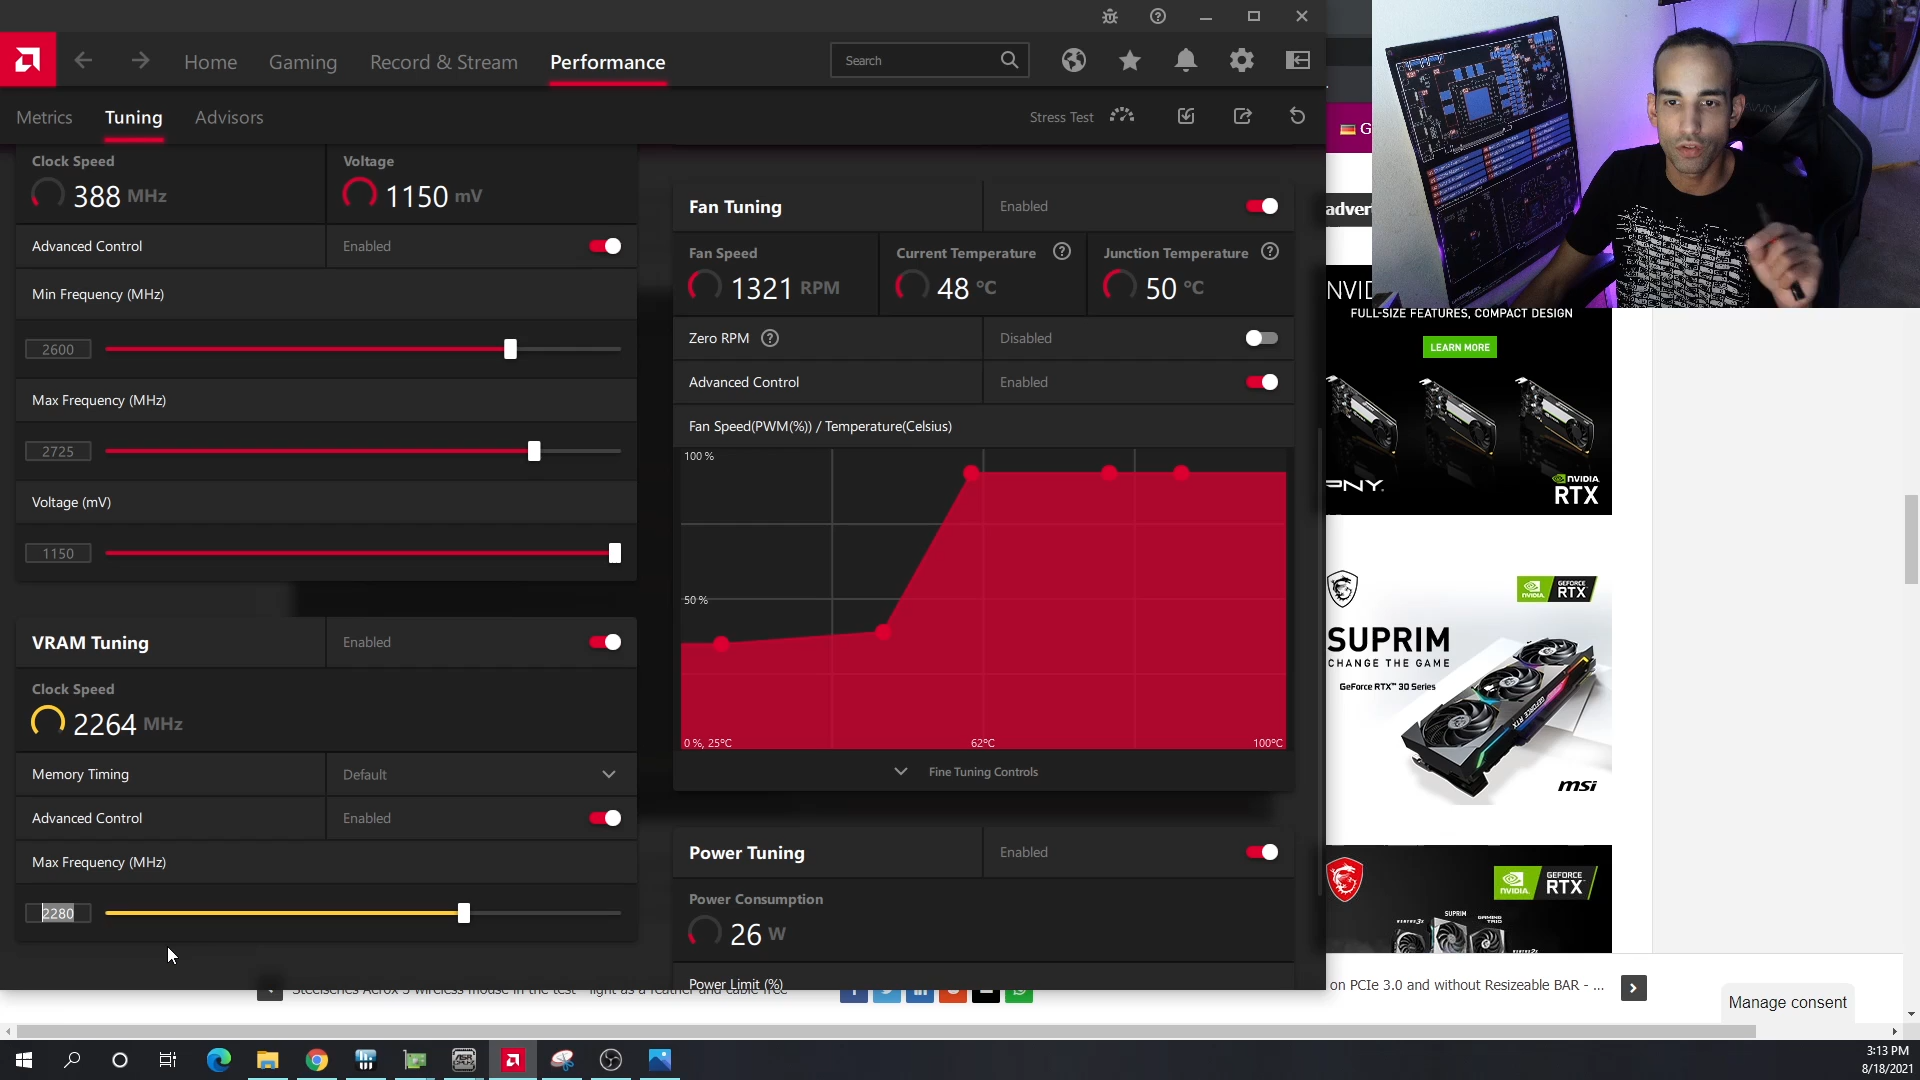 Home
Gaming
Record & Stream
Performance
Search
Metrics
Tuning
Advisors
Stress Test
Clock Speed
388 MHz
Voltage
1150 mV
Advanced Control
Enabled
Min Frequency (MHz)
2600
Max Frequency (MHz)
2725
Voltage (mV)
1150
VRAM Tuning
Enabled
Clock Speed
2264 MHz
Memory Timing
Default
Advanced Control
Enabled
Max Frequency (MHz)
2280
Fan Tuning
Enabled
Fan Speed
1321 RPM
Current Temperature
48 °C
Junction Temperature
50 °C
Zero RPM
Disabled
Advanced Control
Enabled
Fan Speed(PWM(%)) / Temperature(Celsius)
100 %
50 %
0 %, 25°C
62°C
100°C
Fine Tuning Controls
Power Tuning
Enabled
Power Consumption
26 W
Power Limit (%)
G
adver
NVID
FULL-SIZE FEATURES, COMPACT DESIGN
LEARN MORE
PNY.
NVIDIA
RTX
NVIDIA
GEFORCE
RTX
SUPRIM
CHANGE THE GAME
GeForce RTX™ 30 Series
msi
NVIDIA
GEFORCE
RTX
SUPRIM
GAMING
TRIO
on PCIe 3.0 and without Resizeable BAR - ...
Manage consent
3:13 PM
8/18/2021